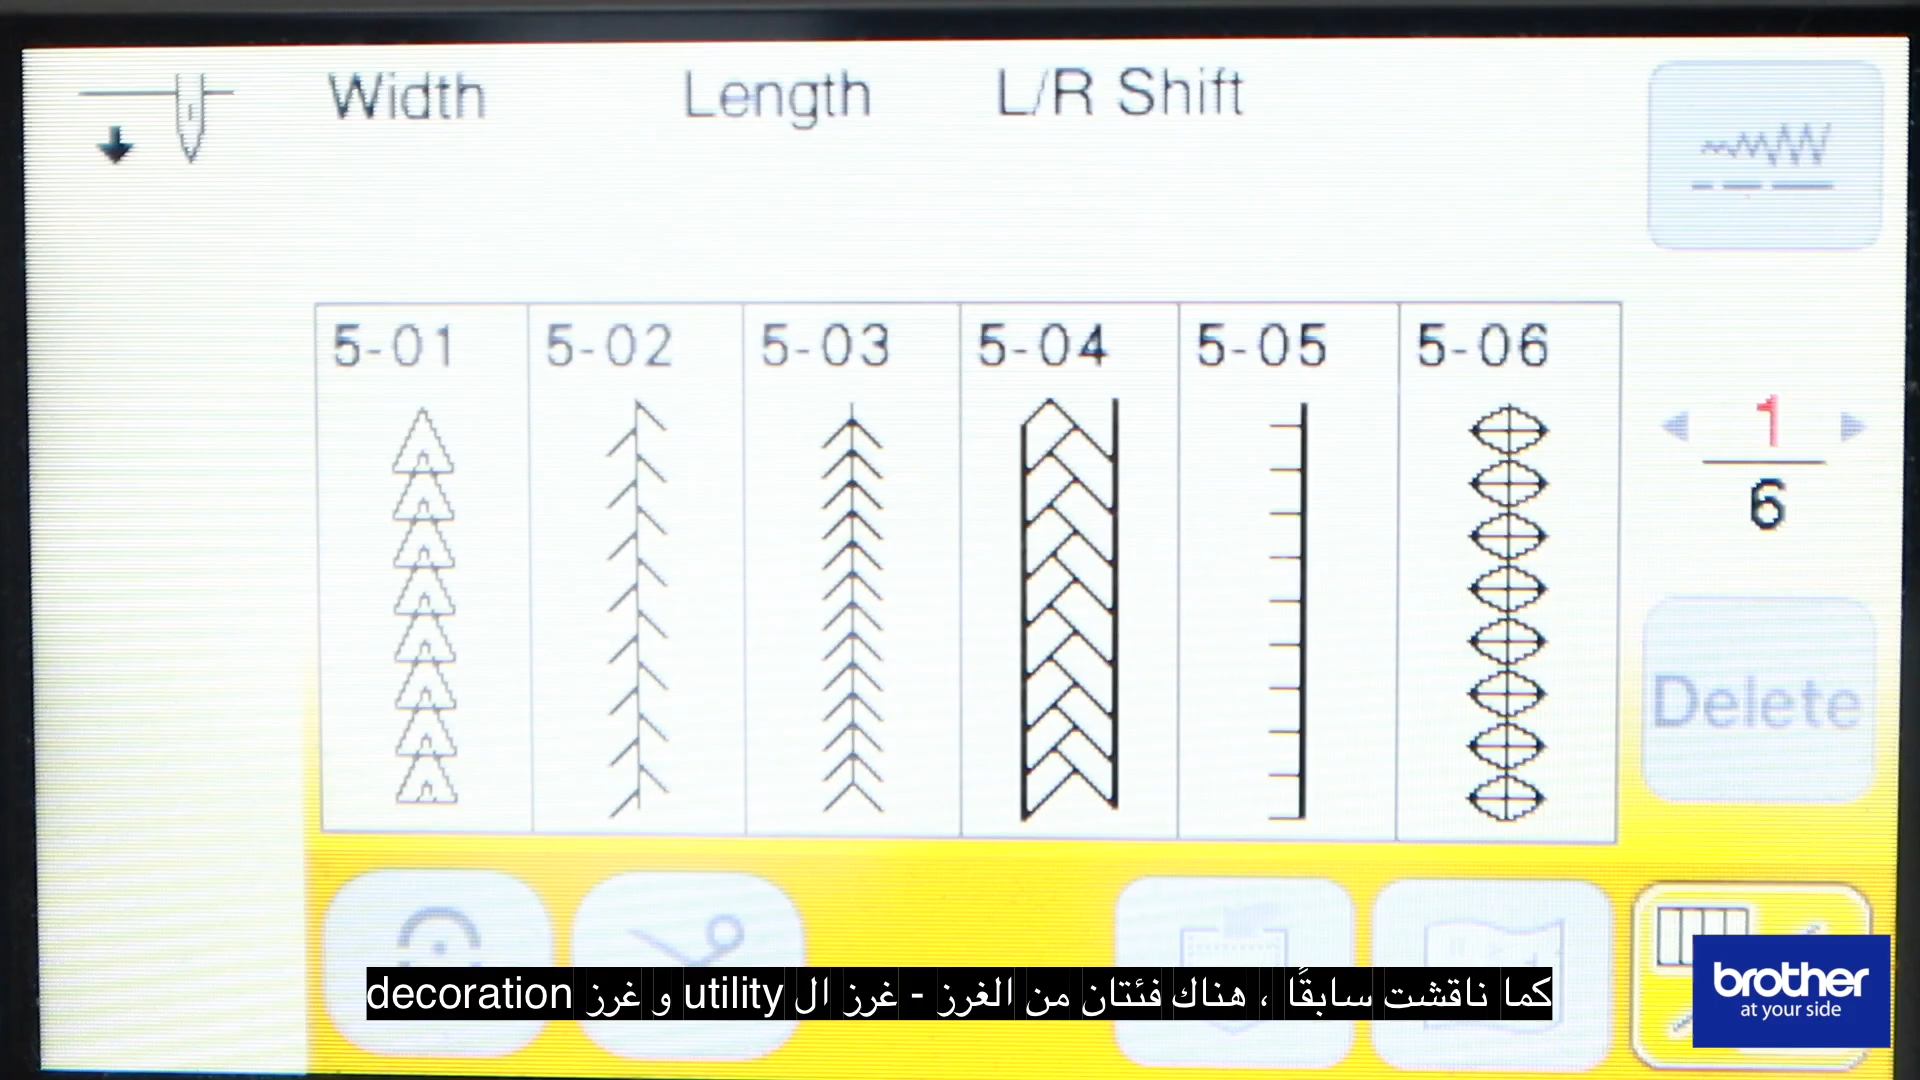 Width Length L/R Shift
5-01 5-02 5-03 5-04 5-05 5-06
1
6
Delete
كما ناقشت سابقًا ، هناك فئتان من الغرز - غرز ال utility و غرز decoration
brother
at your side